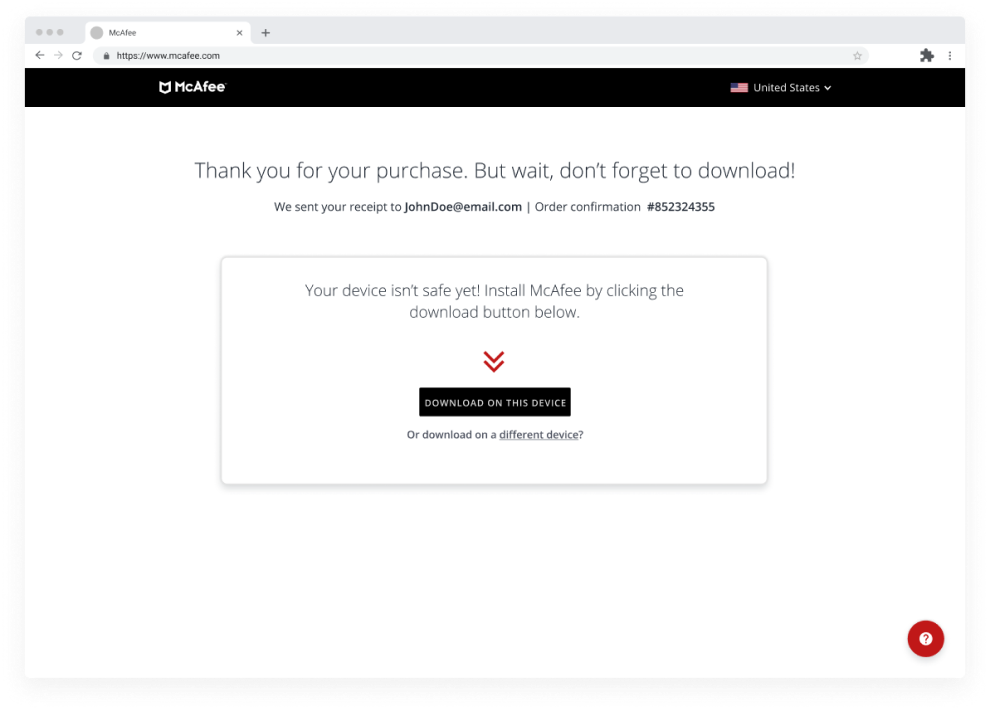 McAfee
https://www.mcafee.com
McAfee
United States
Thank you for your purchase. But wait, don’t forget to download!
We sent your receipt to JohnDoe@email.com | Order confirmation #852324355
Your device isn’t safe yet! Install McAfee by clicking the
download button below.
DOWNLOAD ON THIS DEVICE
Or download on a different device?
?